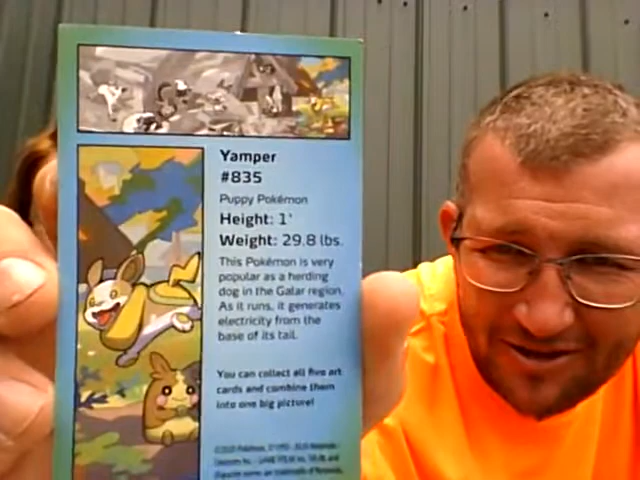 Yamper
#835
Puppy Pokémon
Height: 1'
Weight: 29.8 lbs.
This Pokémon is very
popular as a herding
dog in the Galar region.
As it runs, it generates
electricity from the
base of its tail.
You can collect all five art
cards and combine them
into one big picture!